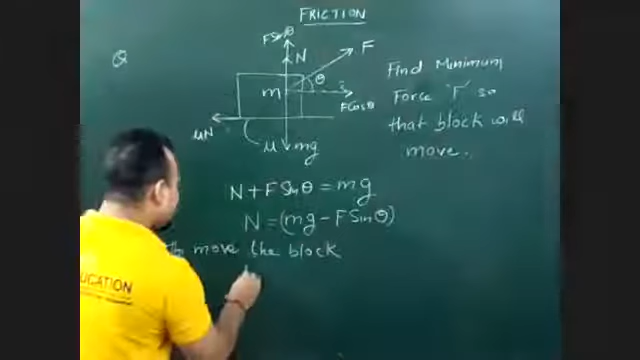 FRICTION
Q
FSinθ
N
F
θ
m
FCosθ
μN
μ
mg
Find Minimum
Force 'F' so
that block will
move.
N+FSinθ = mg
N = (mg - FSinθ)
to move the block
UCATION